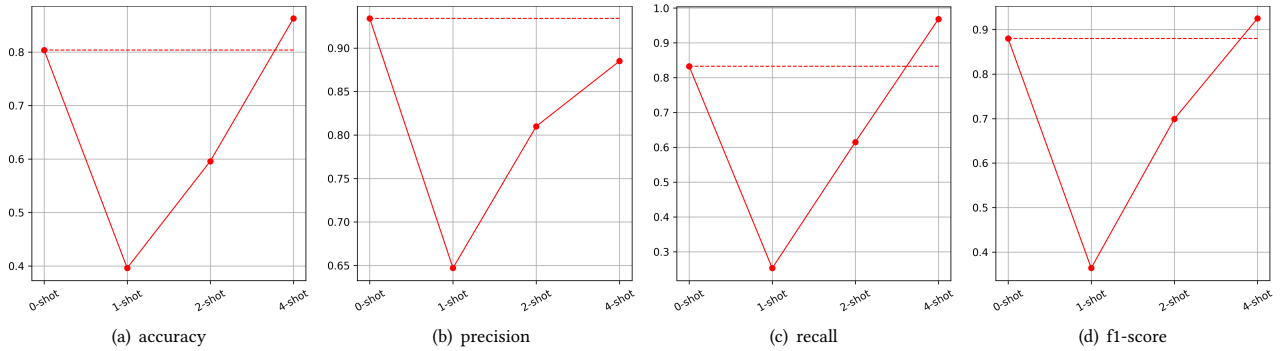 0.8
0.7
0.6
0.5
0.4
0-shot
1-shot
2-shot
4-shot
(a) accuracy
0.90
0.85
0.80
0.75
0.70
0.65
0-shot
1-shot
2-shot
4-shot
(b) precision
1.0
0.9
0.8
0.7
0.6
0.5
0.4
0.3
0-shot
1-shot
2-shot
4-shot
(c) recall
0.9
0.8
0.7
0.6
0.5
0.4
0-shot
1-shot
2-shot
4-shot
(d) f1-score